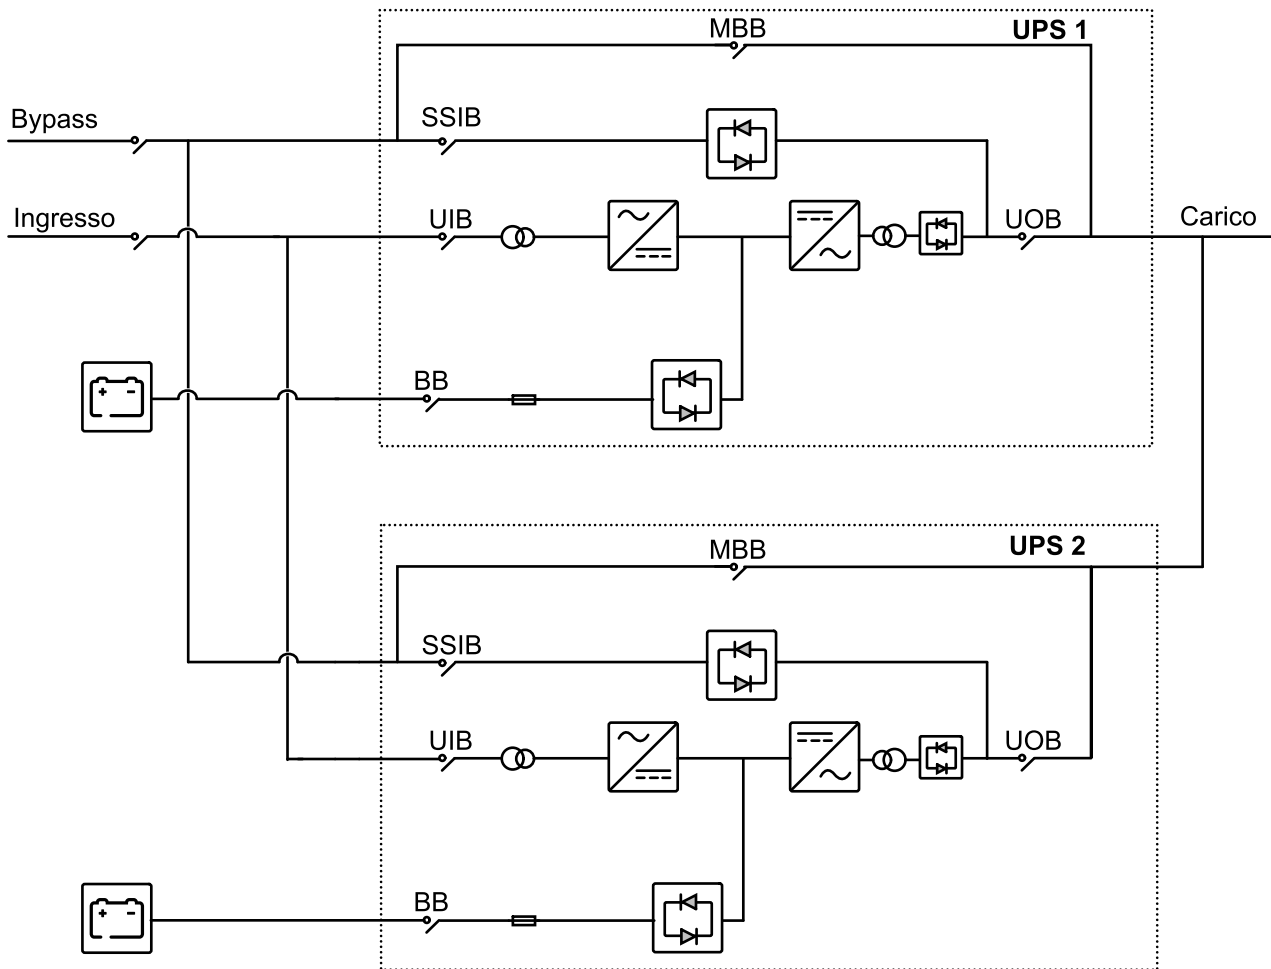 MBB
UPS 1
Bypass
SSIB
Ingresso
UIB
UOB
Carico
BB
+ -
MBB
UPS 2
SSIB
UIB
UOB
BB
+ -